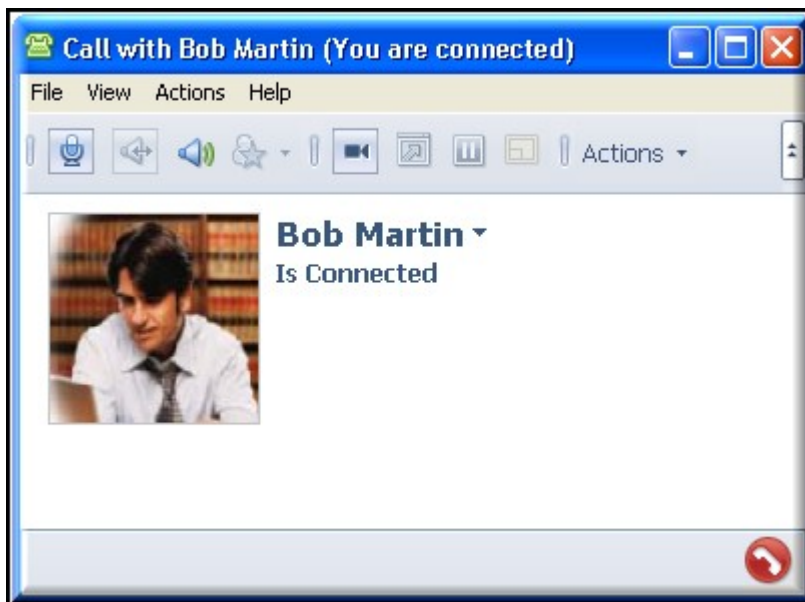 Call with Bob Martin (You are connected)
File View Actions Help
Actions
Bob Martin
Is Connected